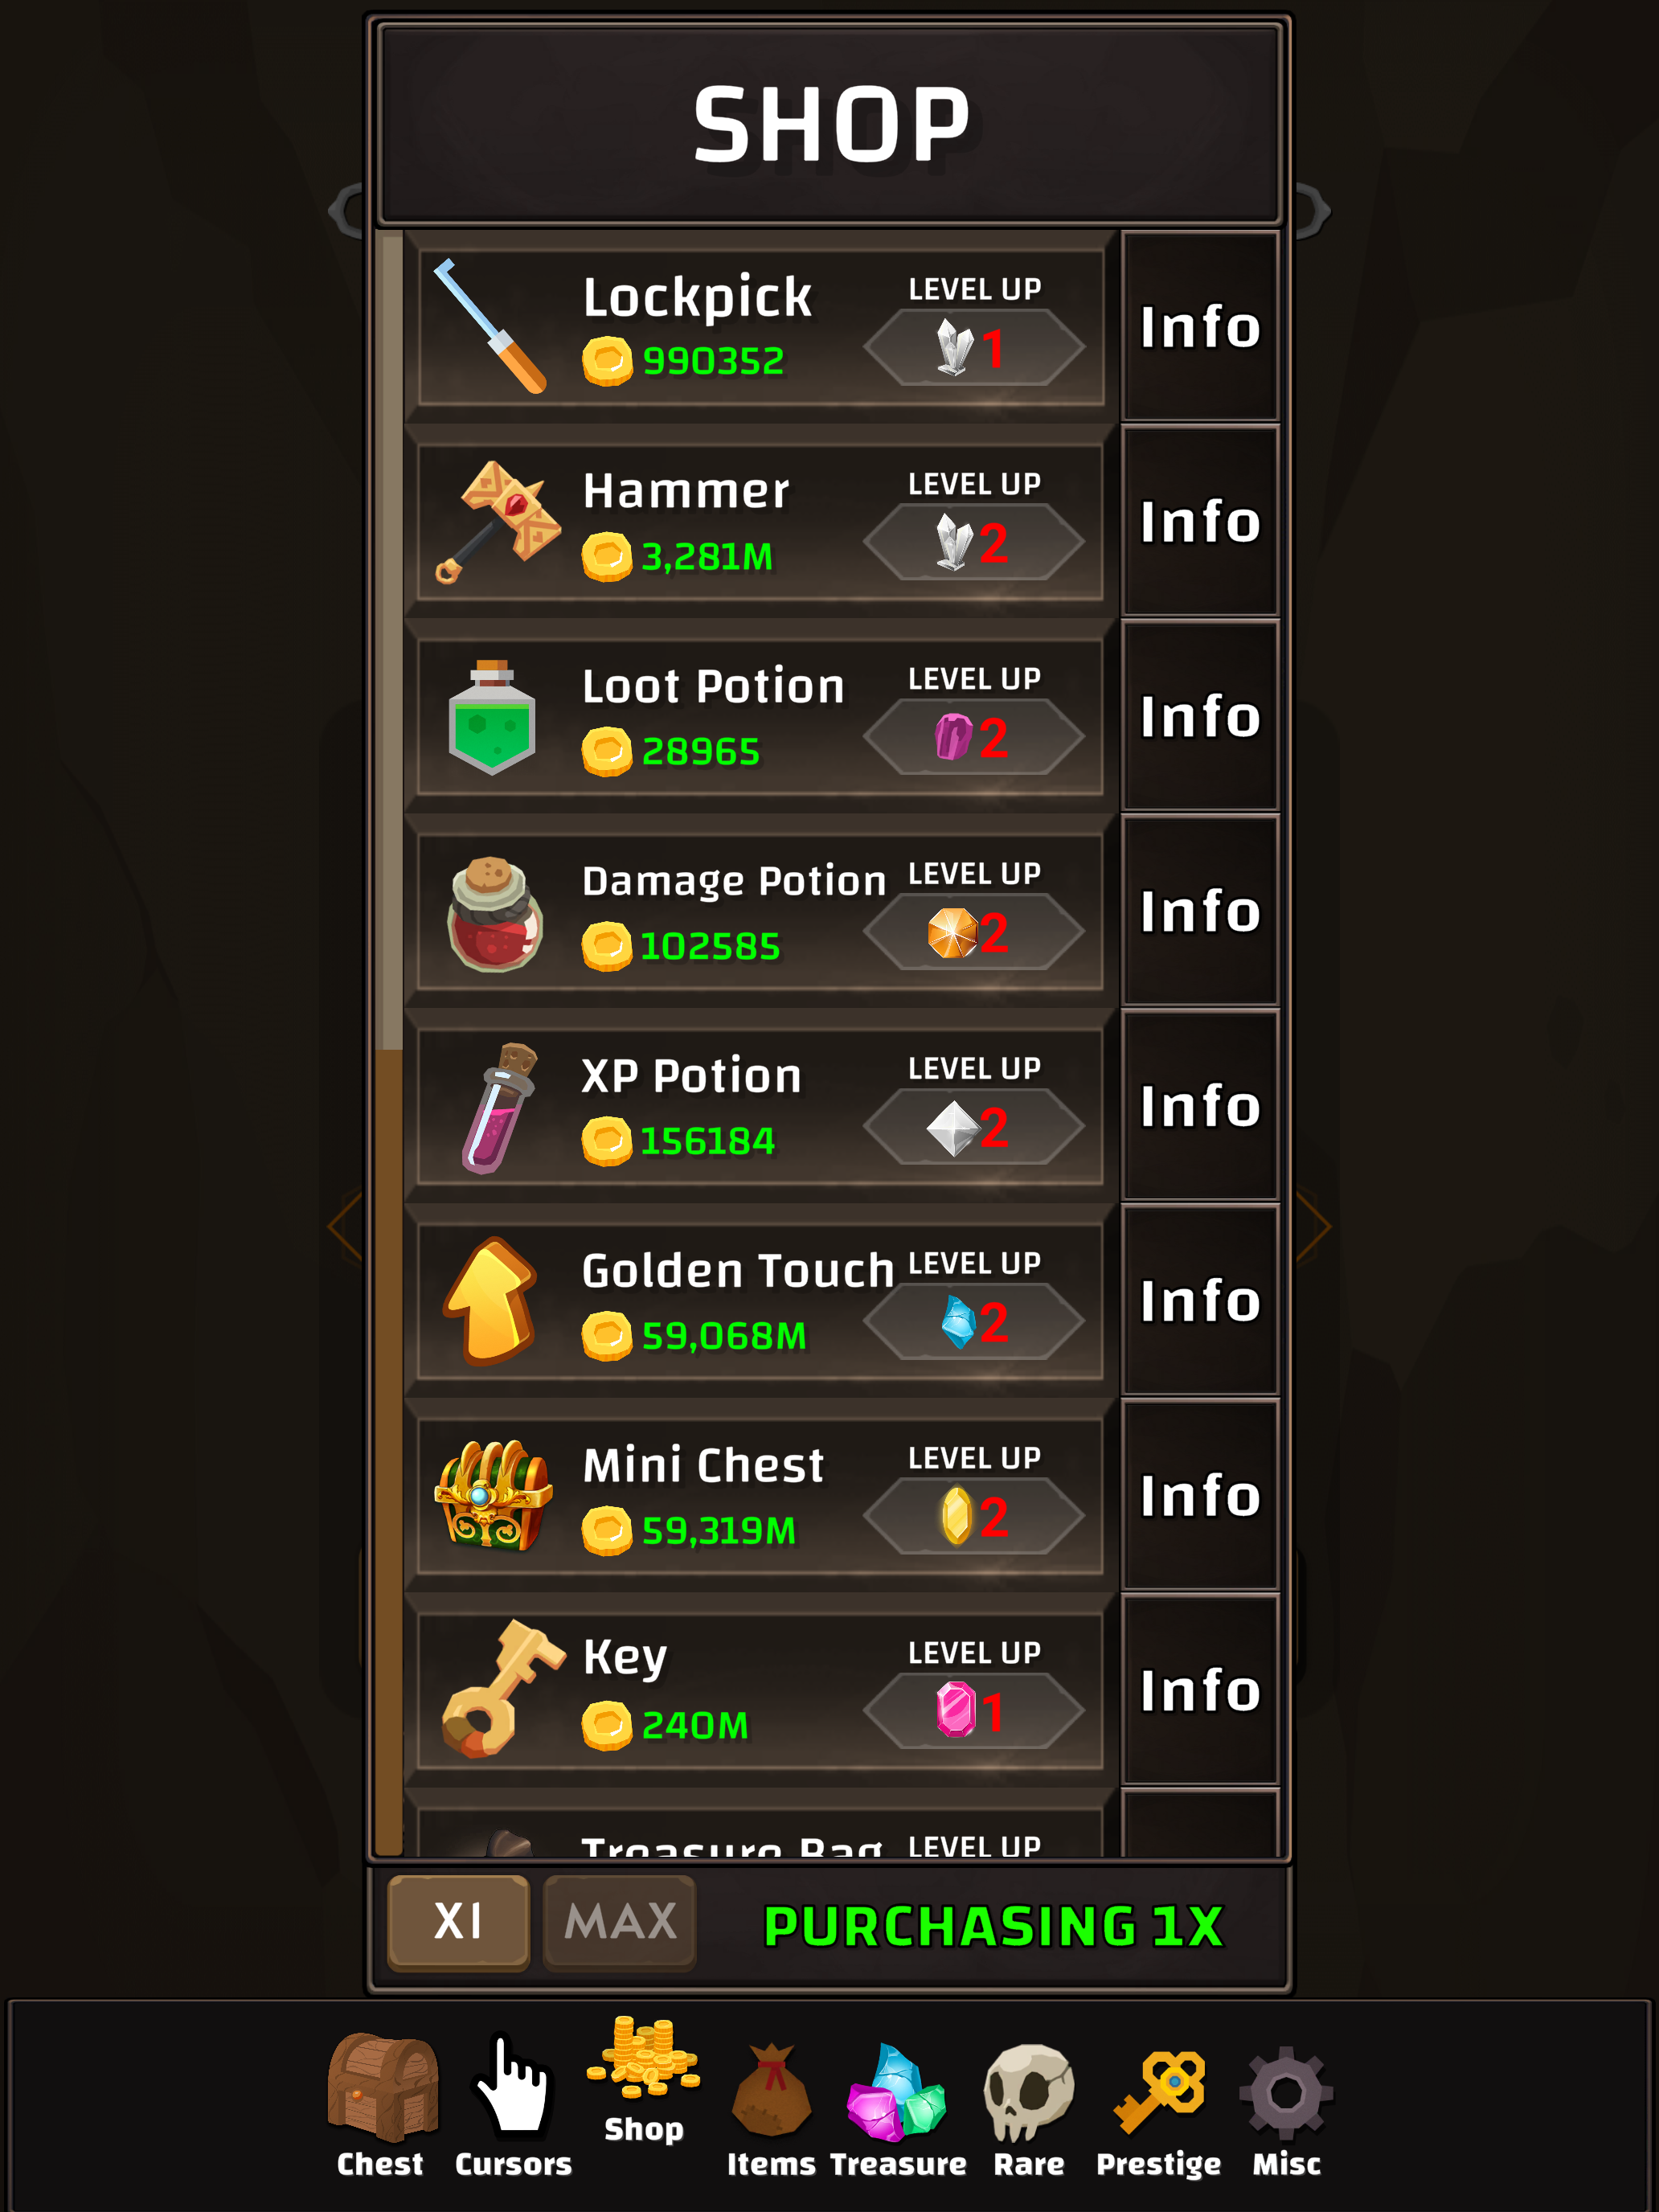 SHOP
Lockpick
LEVEL UP
990352
1
Info
Hammer
LEVEL UP
3,281M
2
Info
Loot Potion
LEVEL UP
28965
2
Info
Damage Potion
LEVEL UP
102585
2
Info
XP Potion
LEVEL UP
156184
2
Info
Golden Touch
LEVEL UP
59,068M
2
Info
Mini Chest
LEVEL UP
59,319M
2
Info
Key
LEVEL UP
240M
1
Info
Treasure Bag
LEVEL UP
X1
MAX
PURCHASING 1X
Chest
Cursors
Shop
Items
Treasure
Rare
Prestige
Misc